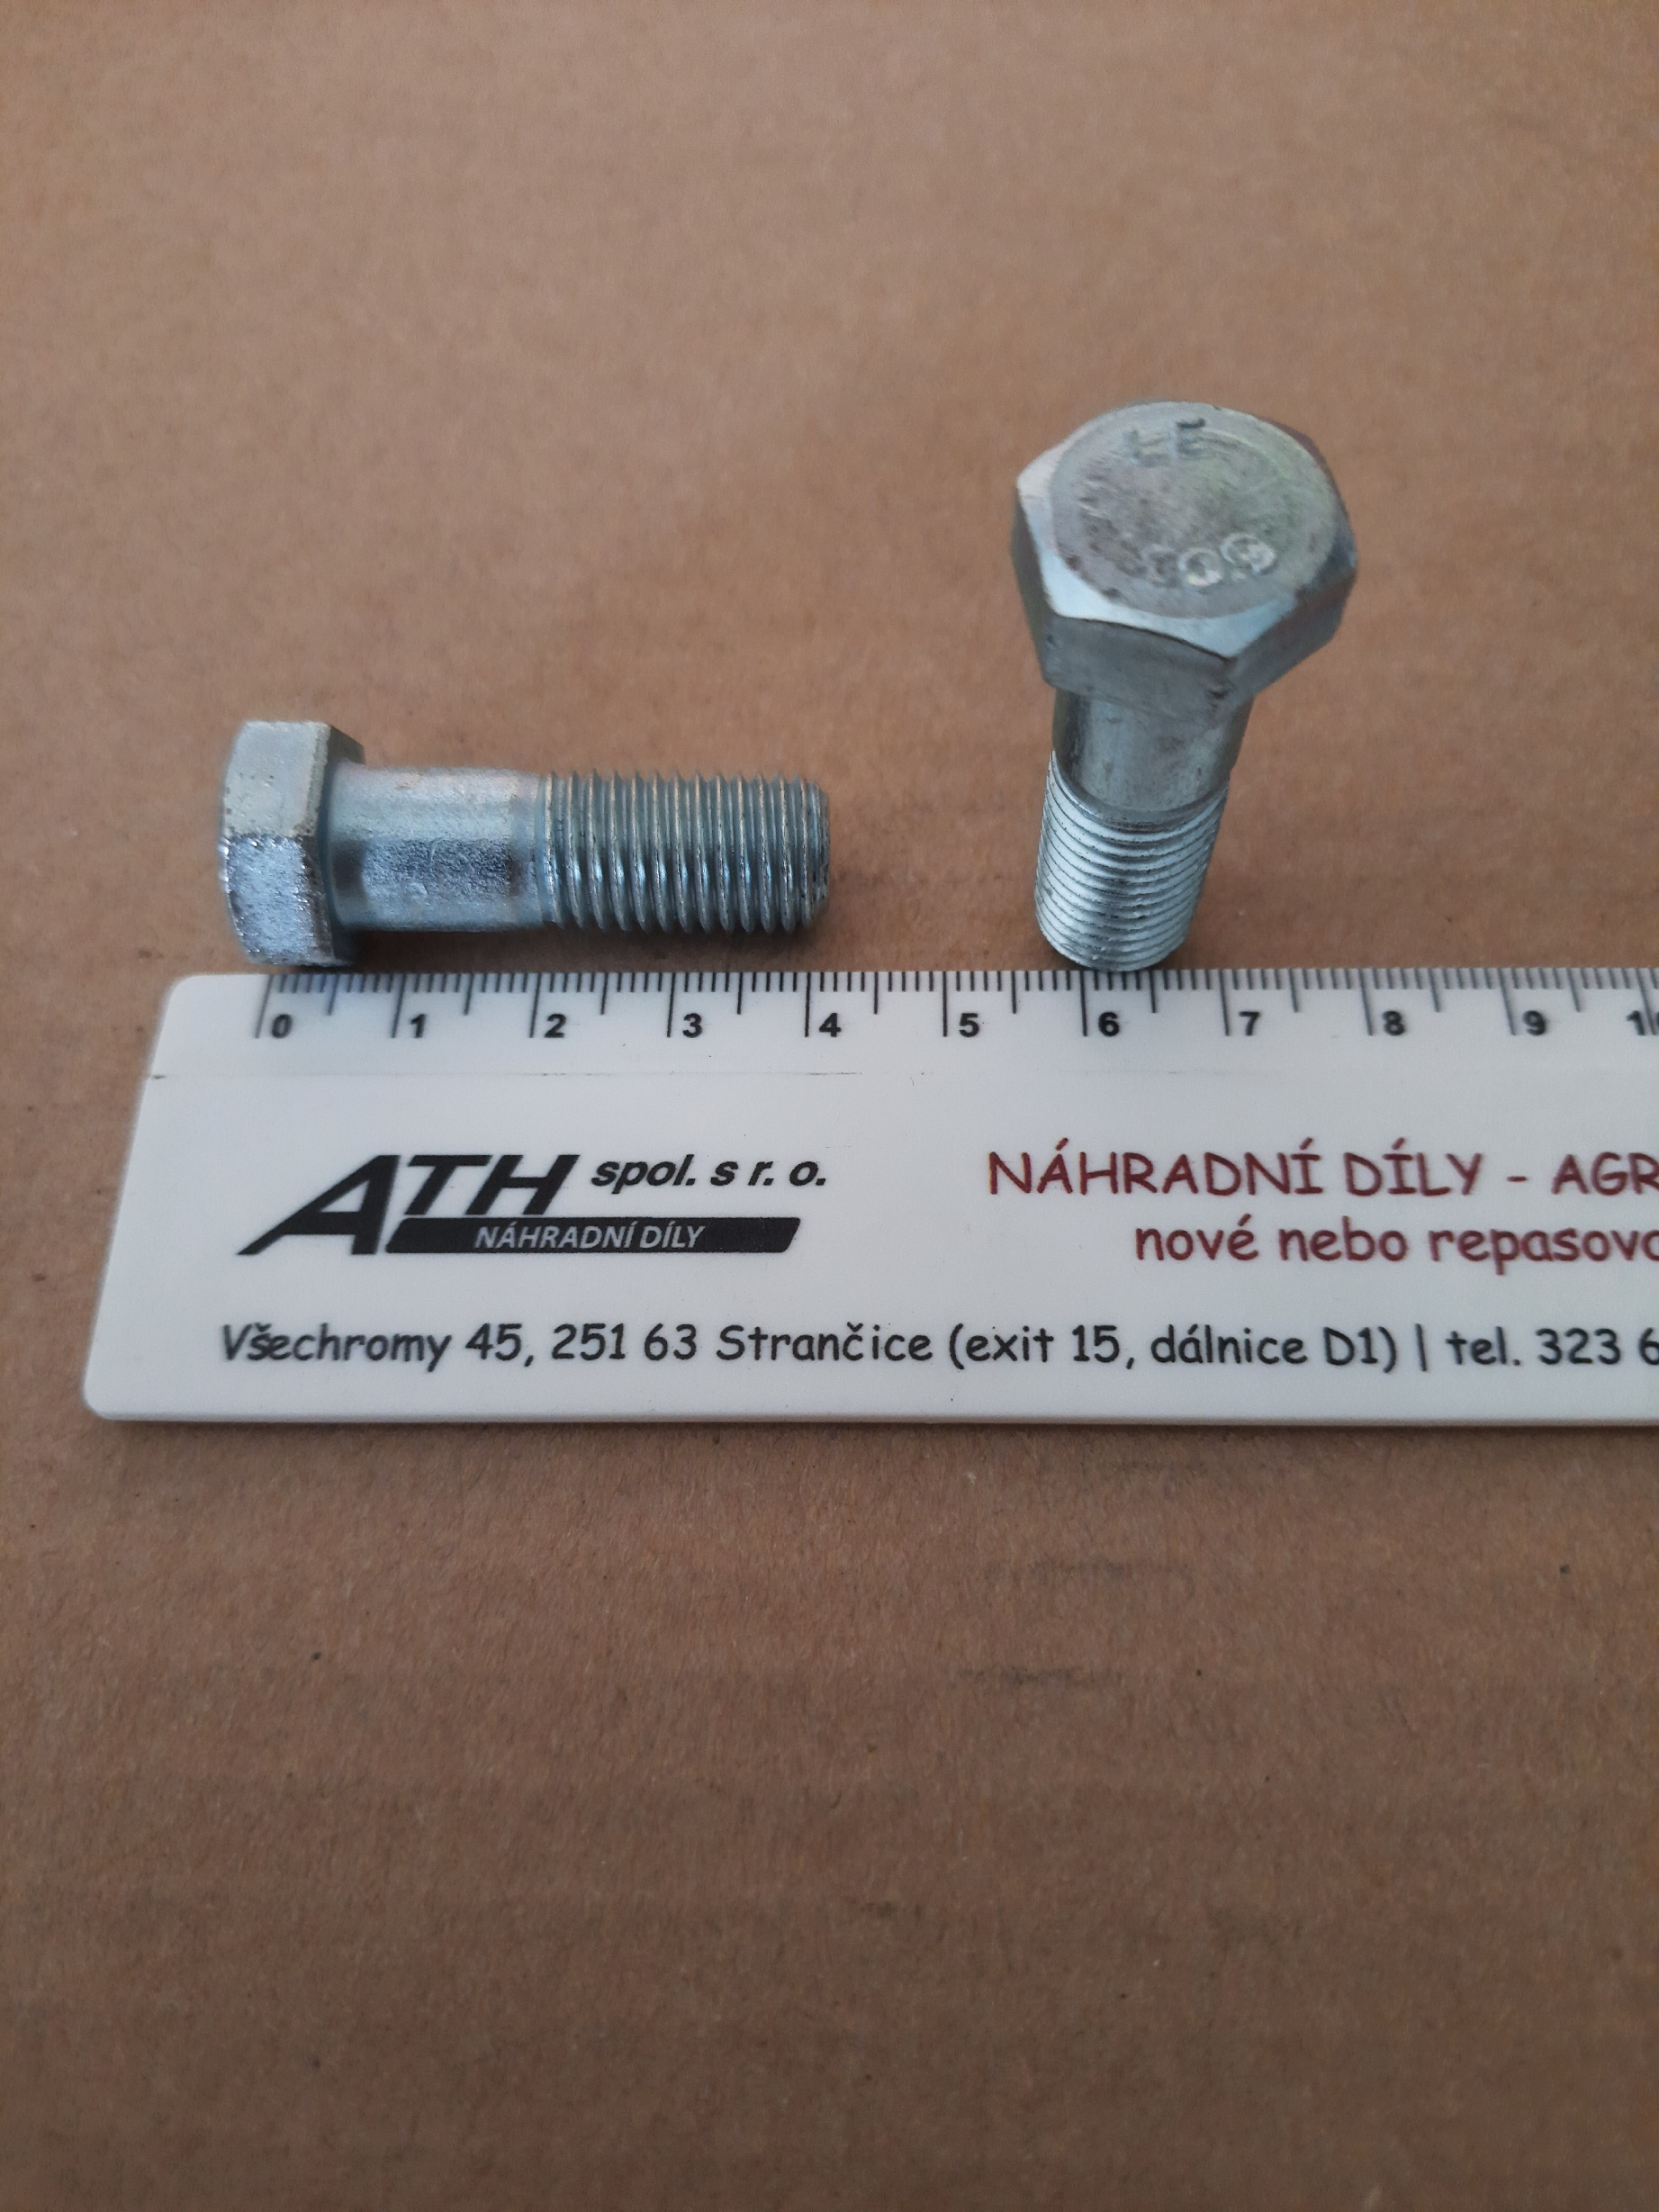 LE
0 1 2 3 4 5 6 7 8 9
ATH spol. s r. o.
NÁHRADNÍ DÍLY
NÁHRADNÍ DÍLY - AGR
nové nebo repasova
Všechromy 45, 251 63 Strančice (exit 15, dálnice D1) | tel. 323 6